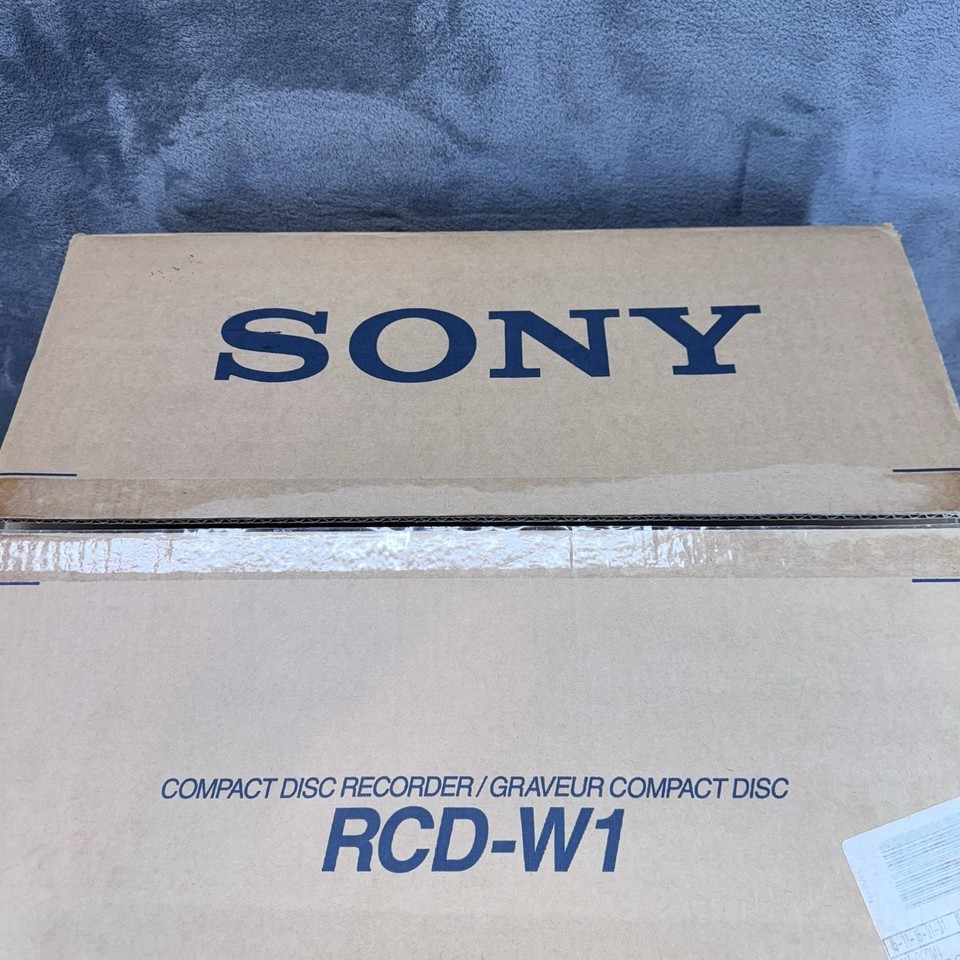 SONY
COMPACT DISC RECORDER / GRAVEUR COMPACT DISC
RCD-W1